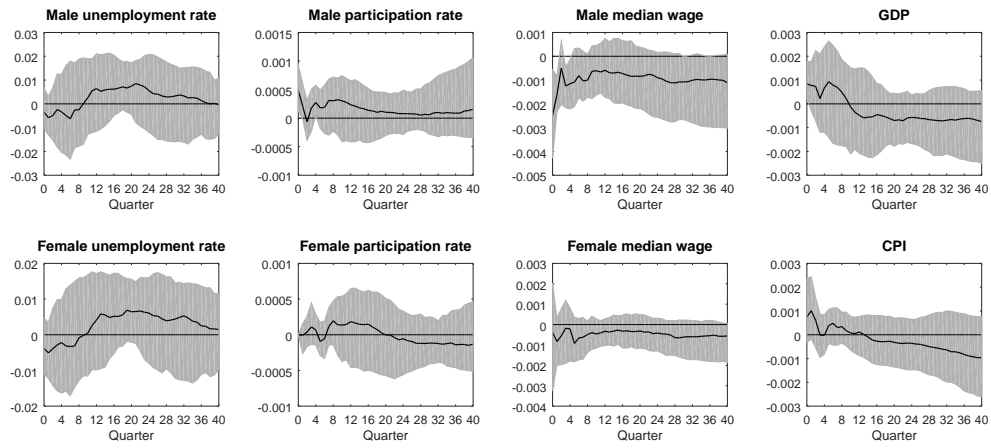 Male unemployment rate
0.03
0.02
0.01
0
-0.01
-0.02
-0.03
0 4 8 12 16 20 24 28 32 36 40
Quarter
Male participation rate
0.0015
0.001
0.0005
0
-0.0005
-0.001
0 4 8 12 16 20 24 28 32 36 40
Quarter
Male median wage
0.001
0
-0.001
-0.002
-0.003
-0.004
-0.005
0 4 8 12 16 20 24 28 32 36 40
Quarter
GDP
0.003
0.002
0.001
0
-0.001
-0.002
-0.003
0 4 8 12 16 20 24 28 32 36 40
Quarter
Female unemployment rate
0.02
0.01
0
-0.01
-0.02
0 4 8 12 16 20 24 28 32 36 40
Quarter
Female participation rate
0.001
0.0005
0
-0.0005
-0.001
0 4 8 12 16 20 24 28 32 36 40
Quarter
Female median wage
0.003
0.002
0.001
0
-0.001
-0.002
-0.003
-0.004
0 4 8 12 16 20 24 28 32 36 40
Quarter
CPI
0.003
0.002
0.001
0
-0.001
-0.002
-0.003
0 4 8 12 16 20 24 28 32 36 40
Quarter